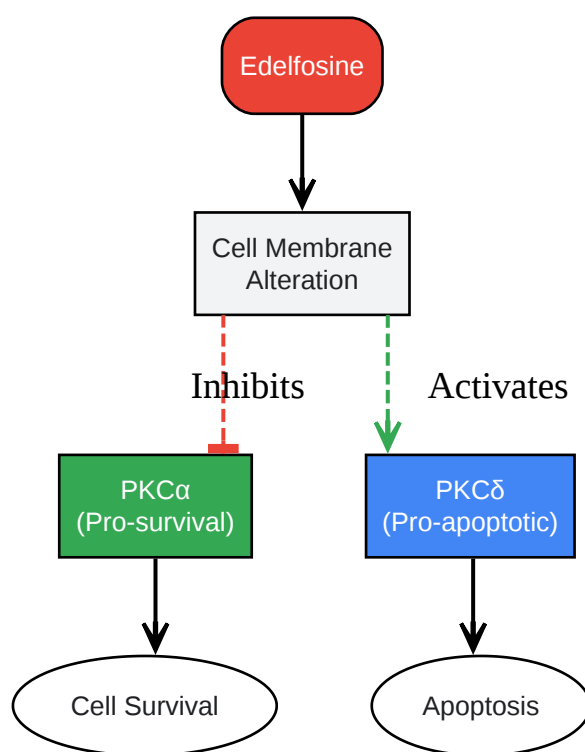 Edelfosine
Cell Membrane
Alteration
Inhibits
Activates
PKCα
(Pro-survival)
PKCδ
(Pro-apoptotic)
Cell Survival
Apoptosis